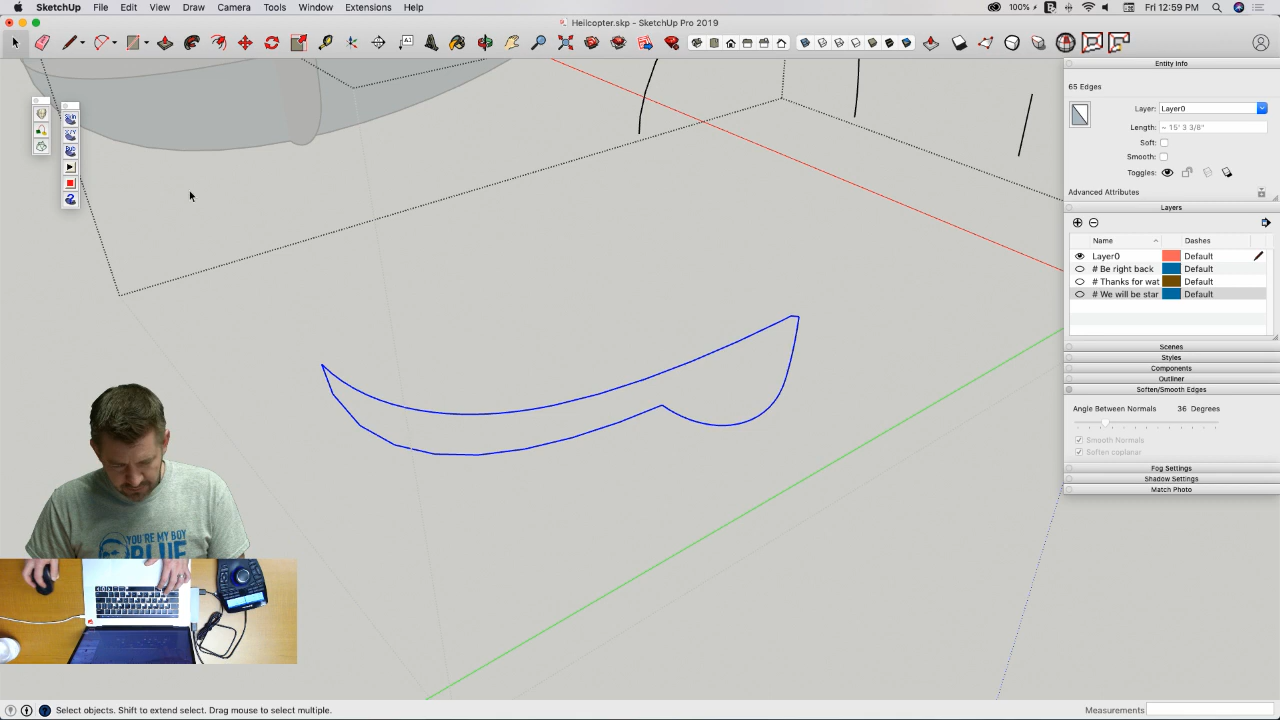 SketchUp File Edit View Draw Camera Tools Window Extensions Help
100% Fri 12:59 PM
Heilcopter.skp - SketchUp Pro 2019
Entity Info
65 Edges
Layer: Layer0
Length: ~ 15' 3 3/8"
Soft:
Smooth:
Toggles:
Advanced Attributes
Layers
Name Dashes
Layer0 Default
# Be right back Default
# Thanks for wat Default
# We will be star Default
Scenes
Styles
Components
Outliner
Soften/Smooth Edges
Angle Between Normals 36 Degrees
Smooth Normals
Soften coplanar
Fog Settings
Shadow Settings
Match Photo
YOU'RE MY BOY
BLUE
Select objects. Shift to extend select. Drag mouse to select multiple.
Measurements